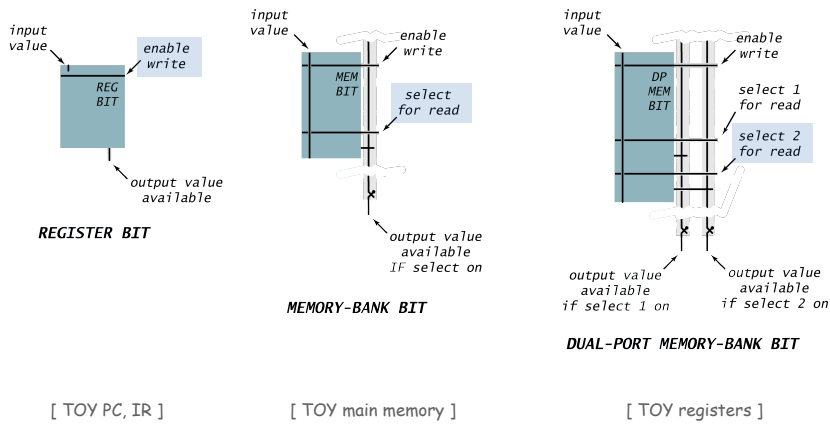 input
value
enable
write
REG
BIT
output value
available
REGISTER BIT
[ TOY PC, IR ]
input
value
enable
write
MEM
BIT
select
for read
output value
available
IF select on
MEMORY-BANK BIT
[ TOY main memory ]
input
value
enable
write
DP
MEM
BIT
select 1
for read
select 2
for read
output value
available
if select 1 on
output value
available
if select 2 on
DUAL-PORT MEMORY-BANK BIT
[ TOY registers ]